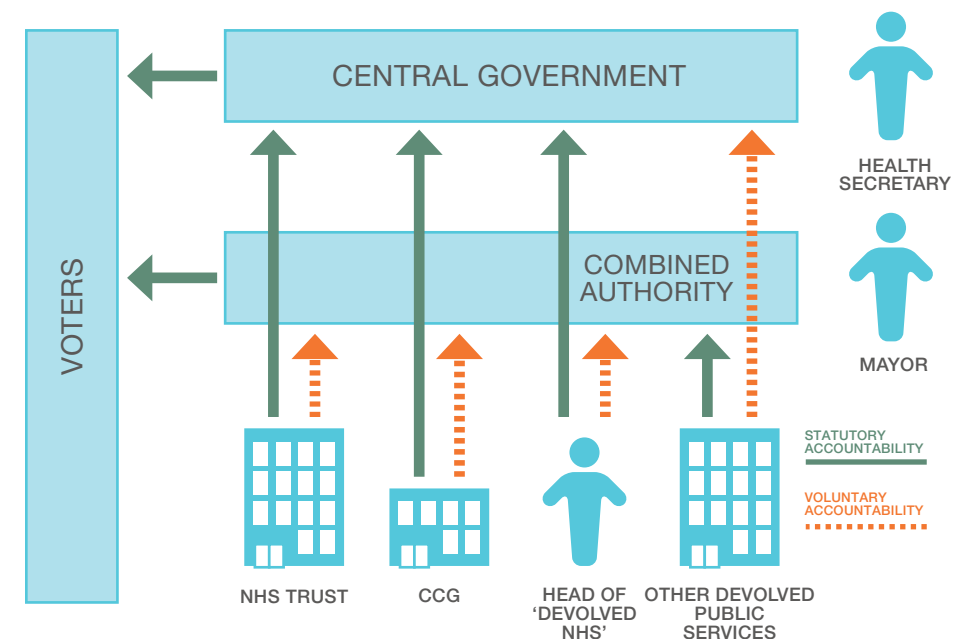 VOTERS
CENTRAL GOVERNMENT
HEALTH
SECRETARY
COMBINED
AUTHORITY
MAYOR
STATUTORY
ACCOUNTABILITY
VOLUNTARY
ACCOUNTABILITY
NHS TRUST
CCG
HEAD OF
‘DEVOLVED
NHS’
OTHER DEVOLVED
PUBLIC
SERVICES